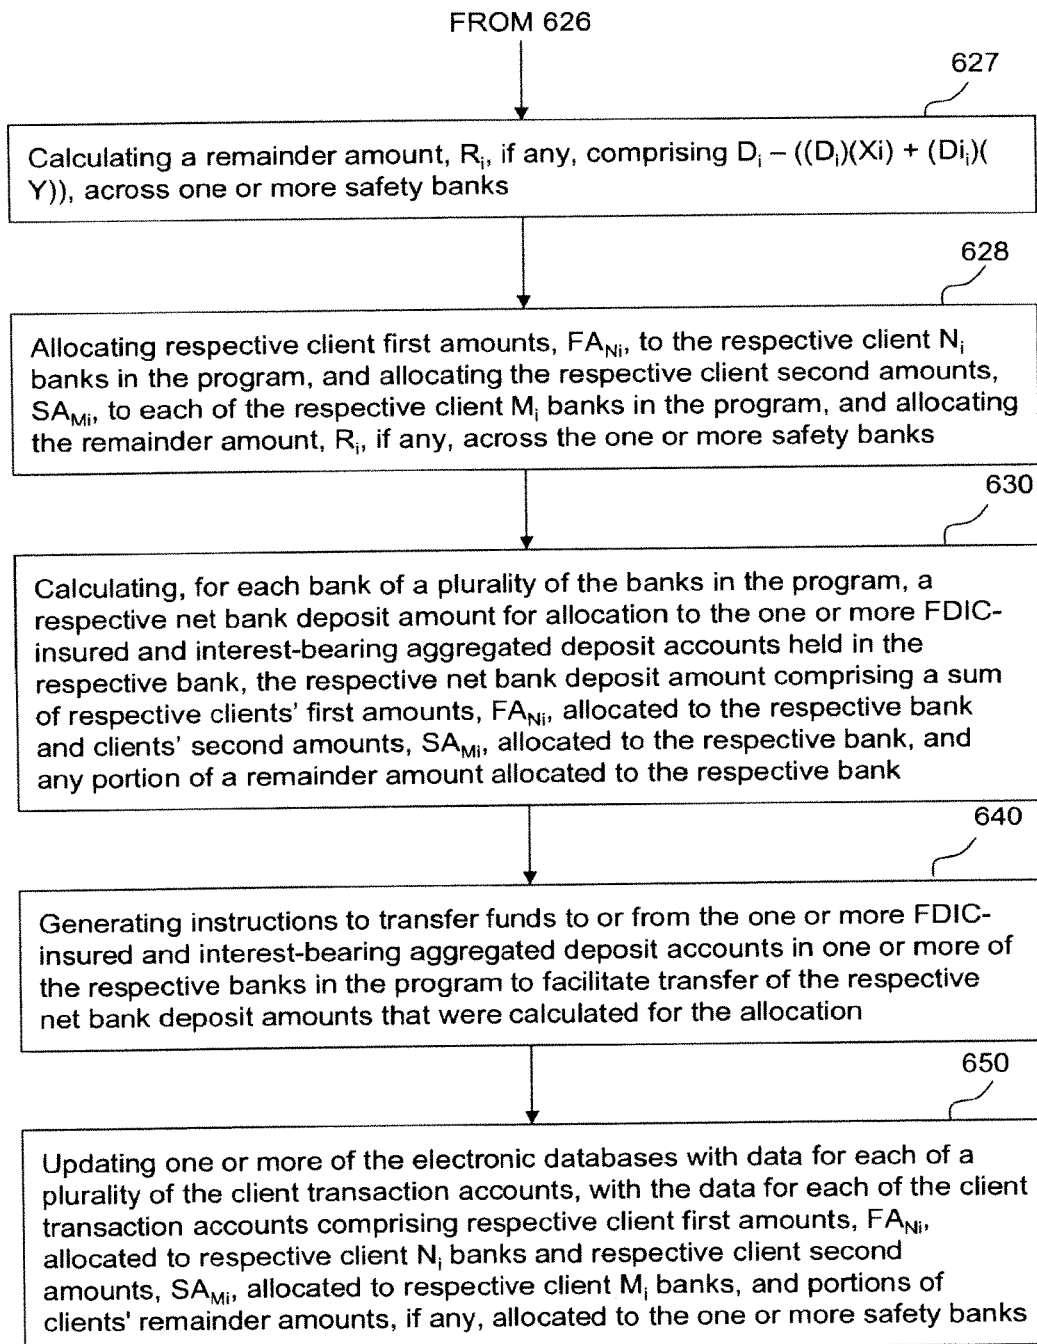 FROM 626
627
Calculating a remainder amount, Rᵢ, if any, comprising Dᵢ – ((Dᵢ)(Xi) + (Diᵢ)(
Y)), across one or more safety banks
628
Allocating respective client first amounts, FA_Ni, to the respective client Nᵢ
banks in the program, and allocating the respective client second amounts,
SA_Mi, to each of the respective client Mᵢ banks in the program, and allocating
the remainder amount, Rᵢ, if any, across the one or more safety banks
630
Calculating, for each bank of a plurality of the banks in the program, a
respective net bank deposit amount for allocation to the one or more FDIC-
insured and interest-bearing aggregated deposit accounts held in the
respective bank, the respective net bank deposit amount comprising a sum
of respective clients' first amounts, FA_Ni, allocated to the respective bank
and clients' second amounts, SA_Mi, allocated to the respective bank, and
any portion of a remainder amount allocated to the respective bank
640
Generating instructions to transfer funds to or from the one or more FDIC-
insured and interest-bearing aggregated deposit accounts in one or more of
the respective banks in the program to facilitate transfer of the respective
net bank deposit amounts that were calculated for the allocation
650
Updating one or more of the electronic databases with data for each of a
plurality of the client transaction accounts, with the data for each of the client
transaction accounts comprising respective client first amounts, FA_Ni,
allocated to respective client Nᵢ banks and respective client second
amounts, SA_Mi, allocated to respective client Mᵢ banks, and portions of
clients' remainder amounts, if any, allocated to the one or more safety banks